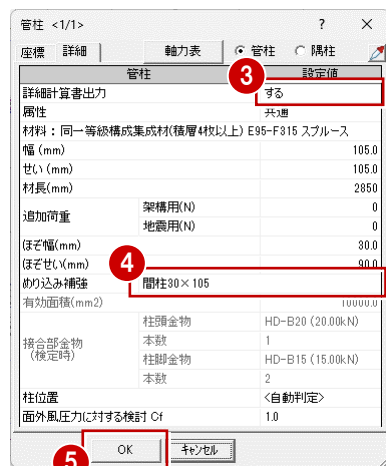 管柱 <1/1> ? ×
座標 詳細 軸力表 管柱 隅柱
管柱 設定値
3
詳細計算書出力 する
属性 共通
材料：同一等級構成集成材(積層4枚以上) E95-F315 スプルース
幅 (mm) 105.0
せい (mm) 105.0
材長(mm) 2850
追加荷重 架構用(N) 0
地震用(N) 0
ほぞ幅(mm) 30.0
ほぞせい(mm) 90.0
4
めり込み補強 間柱30×105
有効面積(mm2) 10000.0
接合部金物
(検定時)
柱頭金物 HD-B20 (20.00kN)
本数 1
柱脚金物 HD-B15 (15.00kN)
本数 2
柱位置 <自動判定>
面外風圧力に対する検討 Cf 1.0
5
OK キャンセル